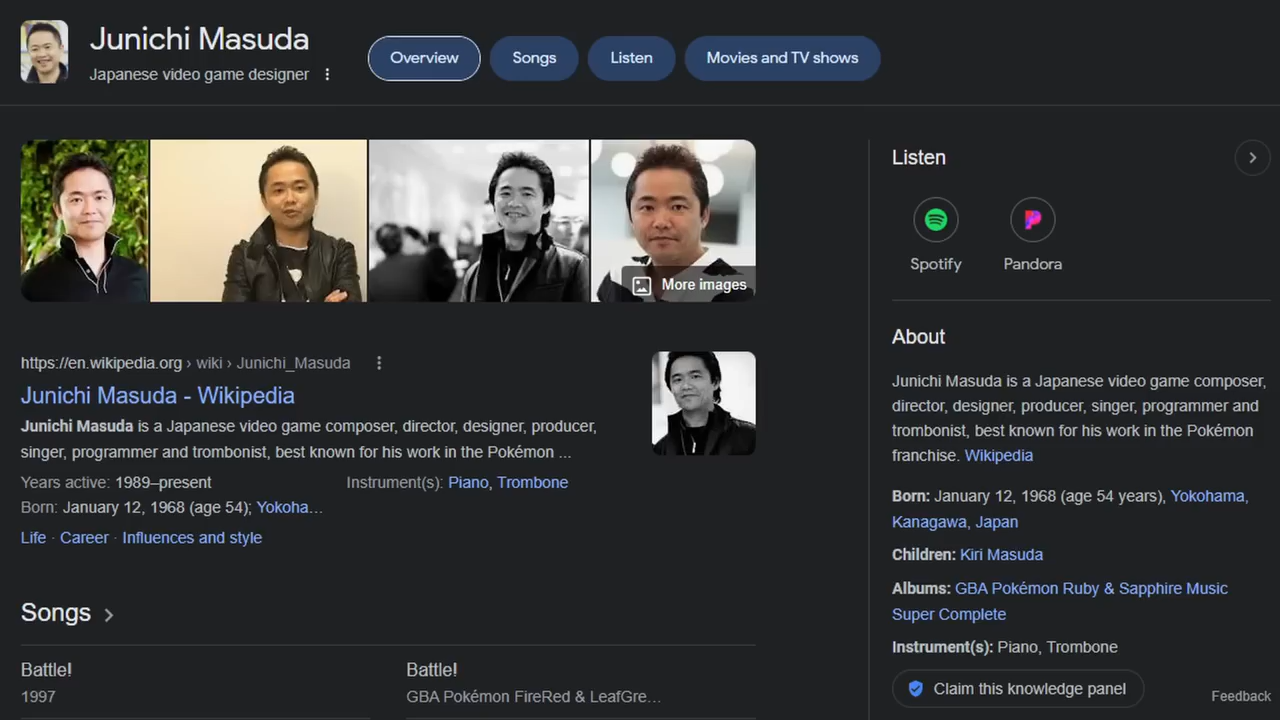 Junichi Masuda
Japanese video game designer
Overview
Songs
Listen
Movies and TV shows
More images
https://en.wikipedia.org › wiki › Junichi_Masuda
Junichi Masuda - Wikipedia
Junichi Masuda is a Japanese video game composer, director, designer, producer,
singer, programmer and trombonist, best known for his work in the Pokémon ...
Years active: 1989–present
Instrument(s): Piano, Trombone
Born: January 12, 1968 (age 54); Yokoha...
Life · Career · Influences and style
Songs
Battle!
1997
Battle!
GBA Pokémon FireRed & LeafGre...
Listen
Spotify
Pandora
About
Junichi Masuda is a Japanese video game composer,
director, designer, producer, singer, programmer and
trombonist, best known for his work in the Pokémon
franchise. Wikipedia
Born: January 12, 1968 (age 54 years), Yokohama,
Kanagawa, Japan
Children: Kiri Masuda
Albums: GBA Pokémon Ruby & Sapphire Music
Super Complete
Instrument(s): Piano, Trombone
Claim this knowledge panel
Feedback